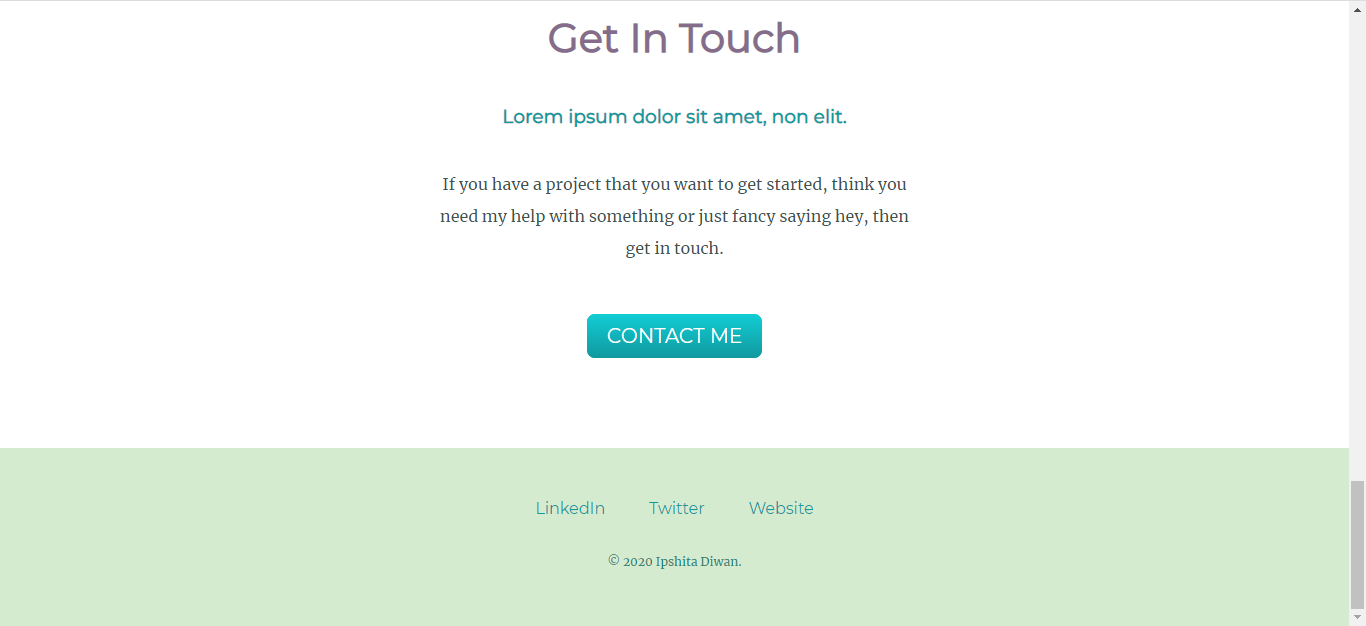 Get In Touch
Lorem ipsum dolor sit amet, non elit.
If you have a project that you want to get started, think you
need my help with something or just fancy saying hey, then
get in touch.
CONTACT ME
LinkedIn Twitter Website
© 2020 Ipshita Diwan.